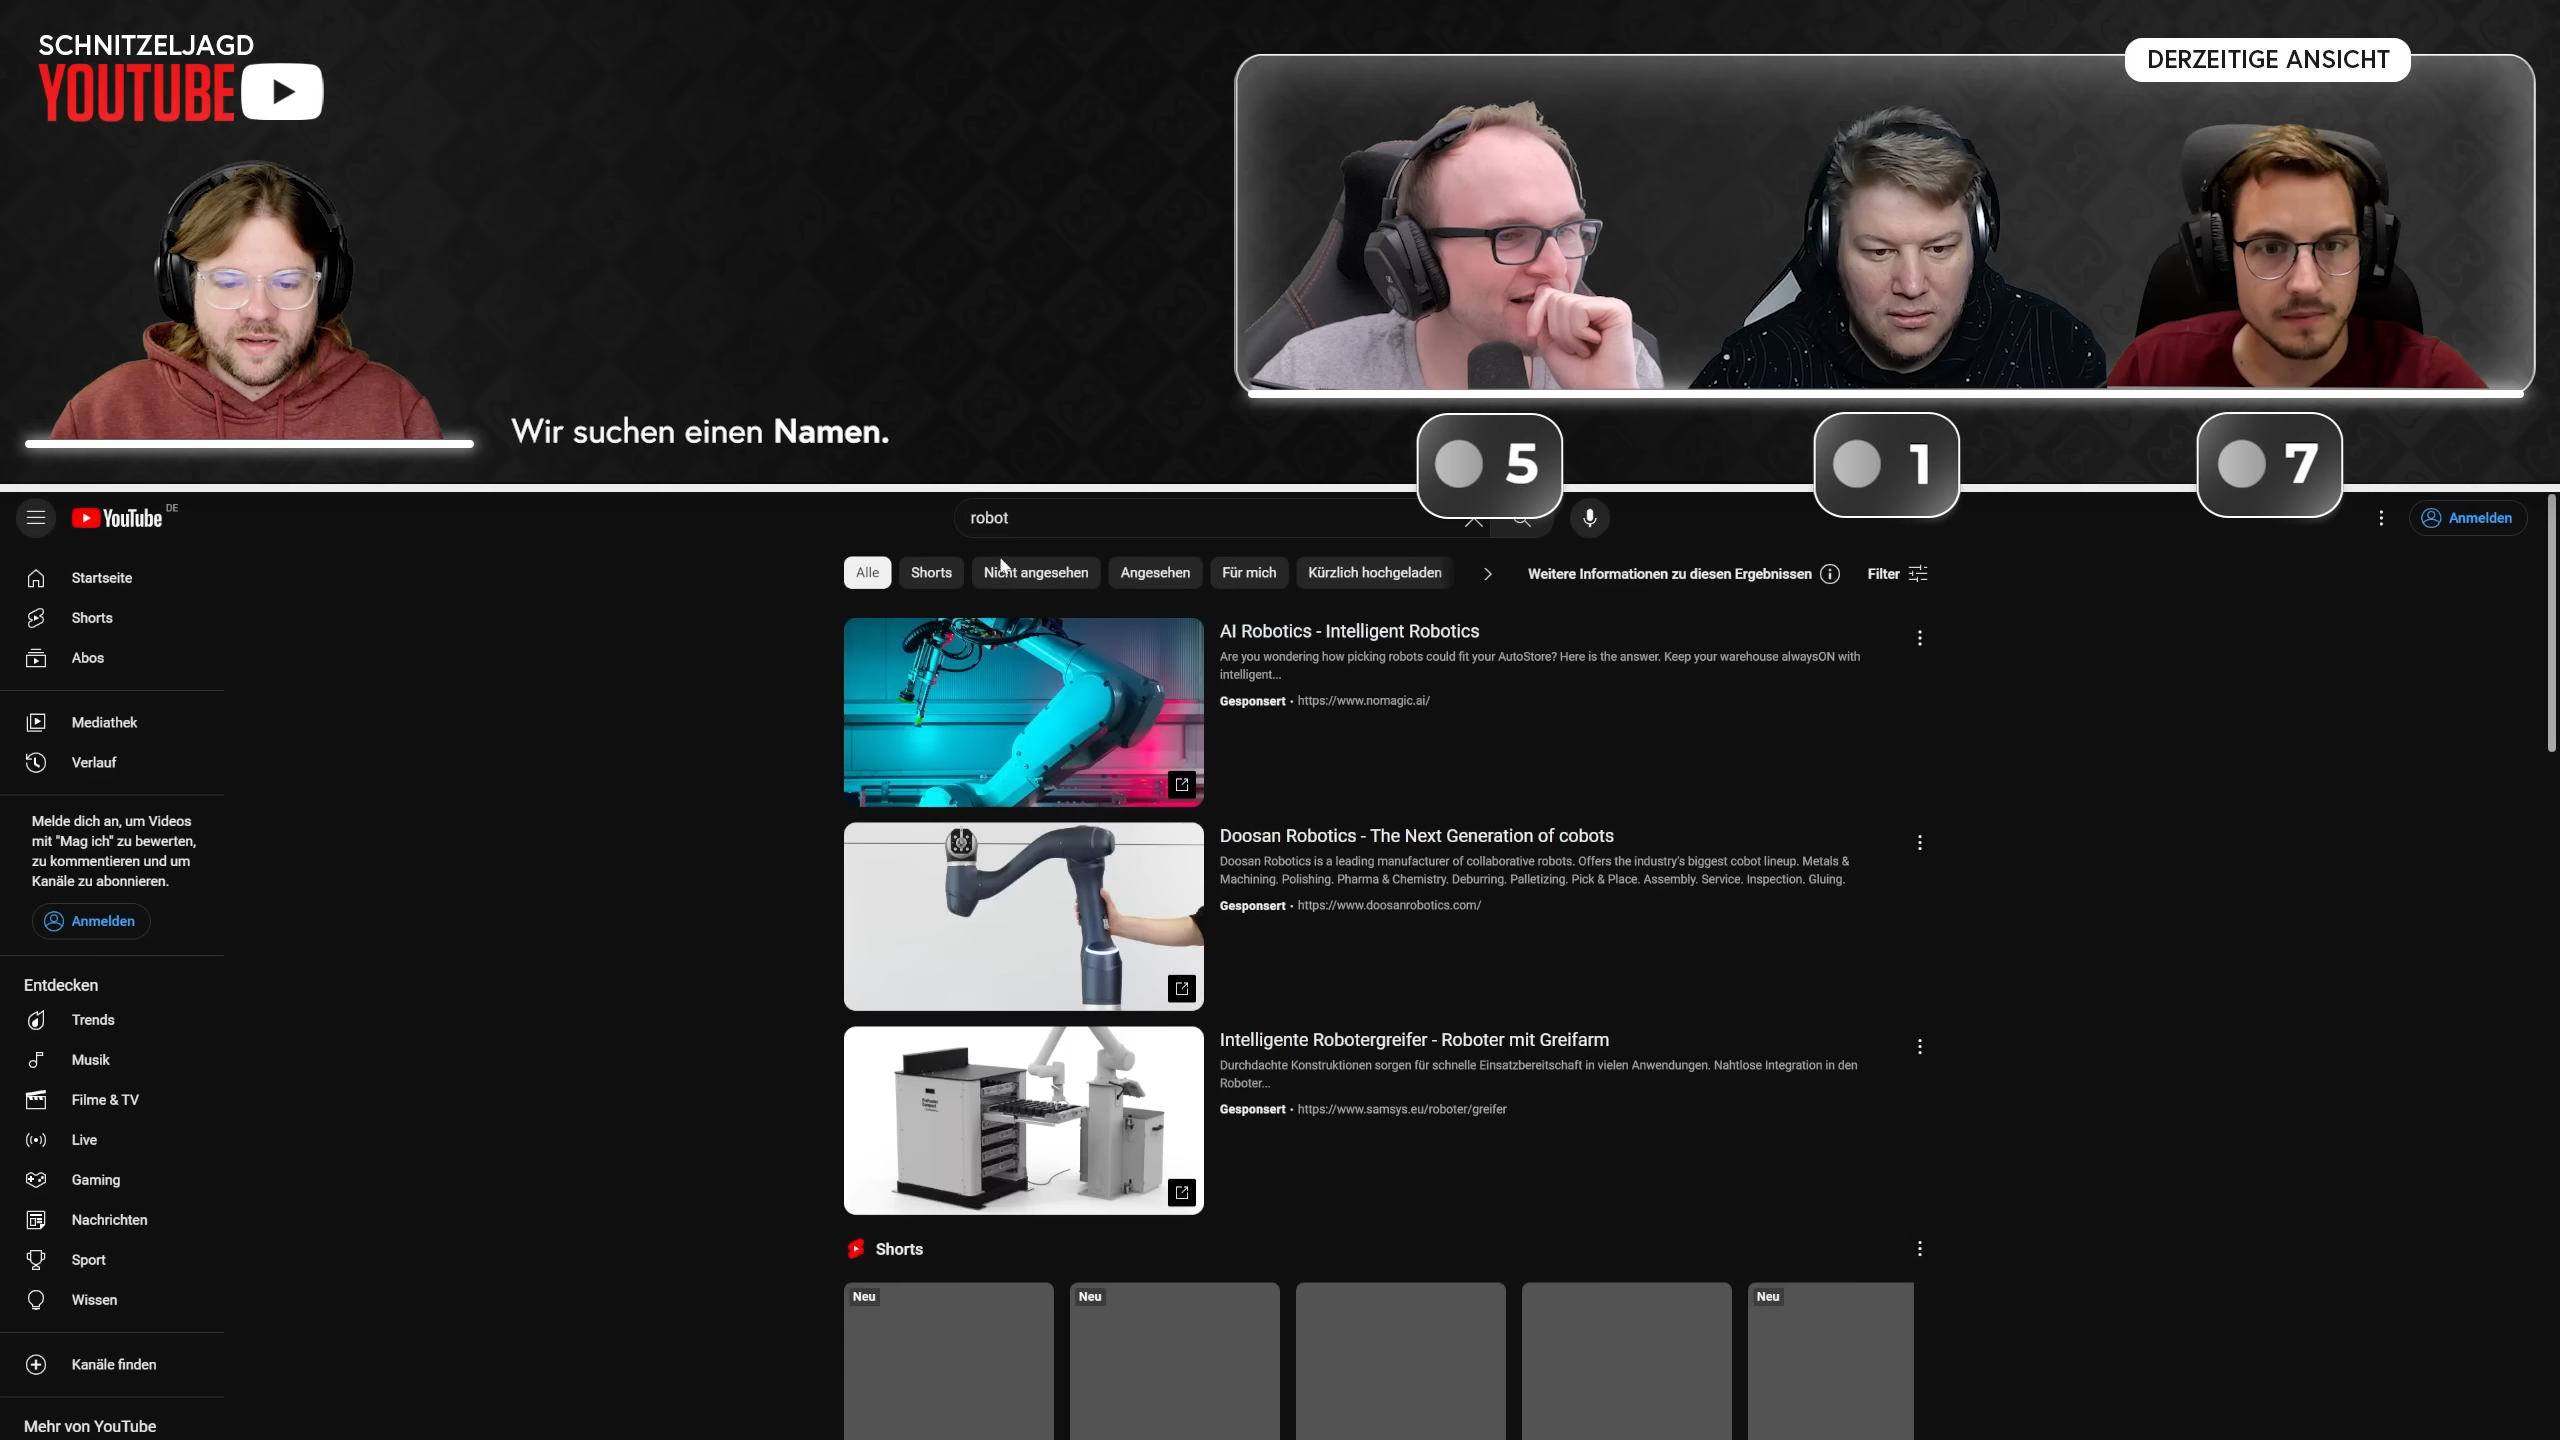 SCHNITZELJAGD
YOUTUBE
DERZEITIGE ANSICHT
Wir suchen einen Namen.
5
1
7
YouTube DE
robot
Anmelden
Alle
Shorts
Nicht angesehen
Angesehen
Für mich
Kürzlich hochgeladen
Weitere Informationen zu diesen Ergebnissen
Filter
Startseite
Shorts
Abos
Mediathek
Verlauf
Melde dich an, um Videos
mit "Mag ich" zu bewerten,
zu kommentieren und um
Kanäle zu abonnieren.
Anmelden
Entdecken
Trends
Musik
Filme & TV
Live
Gaming
Nachrichten
Sport
Wissen
Kanäle finden
Mehr von YouTube
AI Robotics - Intelligent Robotics
Are you wondering how picking robots could fit your AutoStore? Here is the answer. Keep your warehouse alwaysON with
intelligent...
Gesponsert • https://www.nomagic.ai/
Doosan Robotics - The Next Generation of cobots
Doosan Robotics is a leading manufacturer of collaborative robots. Offers the industry's biggest cobot lineup. Metals &
Machining. Polishing. Pharma & Chemistry. Deburring. Palletizing. Pick & Place. Assembly. Service. Inspection. Gluing.
Gesponsert • https://www.doosanrobotics.com/
Intelligente Robotergreifer - Roboter mit Greifarm
Durchdachte Konstruktionen sorgen für schnelle Einsatzbereitschaft in vielen Anwendungen. Nahtlose Integration in den
Roboter...
Gesponsert • https://www.samsys.eu/roboter/greifer
Shorts
Neu
Neu
Neu